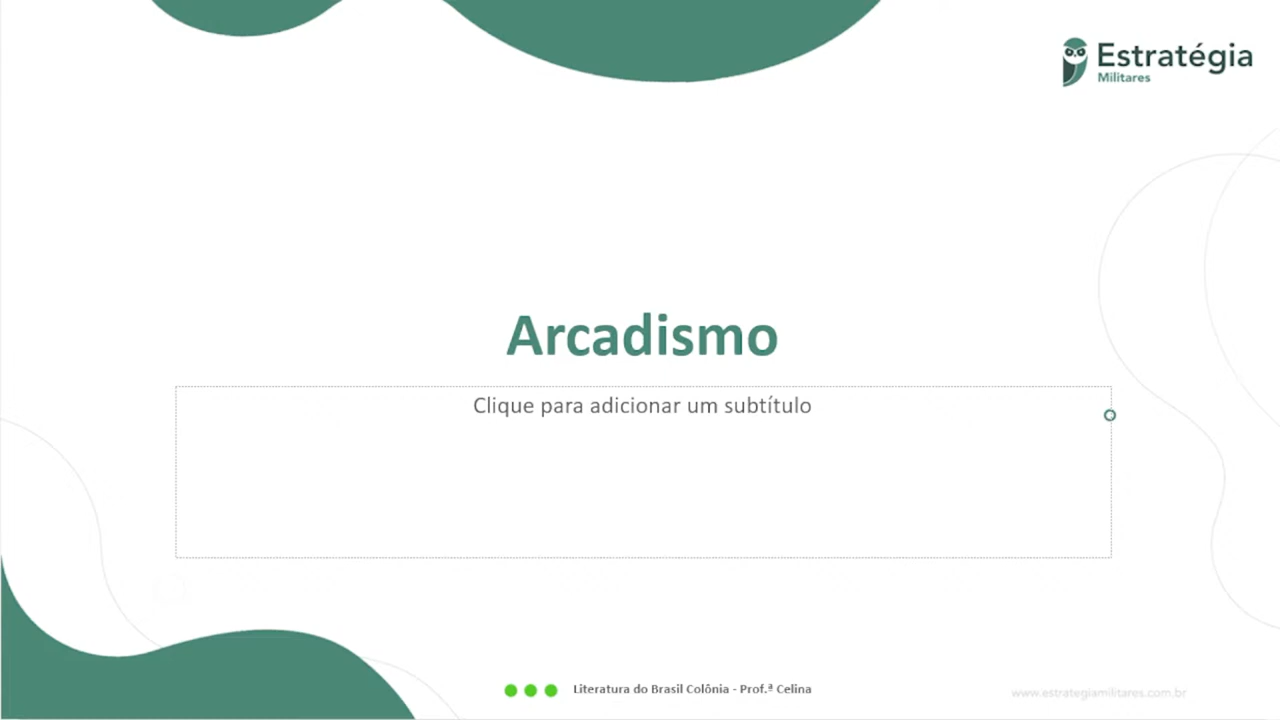 Estratégia
Militares
Arcadismo
Clique para adicionar um subtítulo
Literatura do Brasil Colônia - Prof.ª Celina
www.estrategiamilitares.com.br